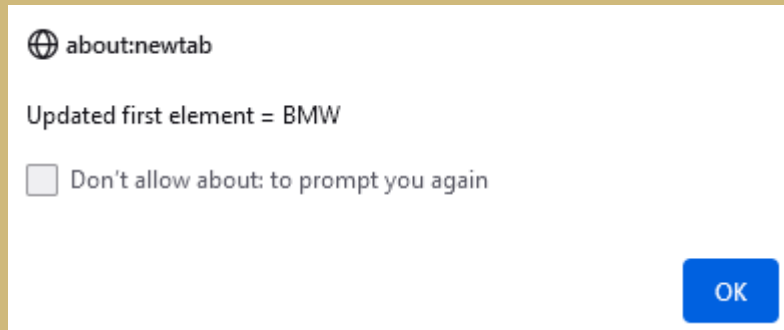 about:newtab
Updated first element = BMW
Don't allow about: to prompt you again
OK